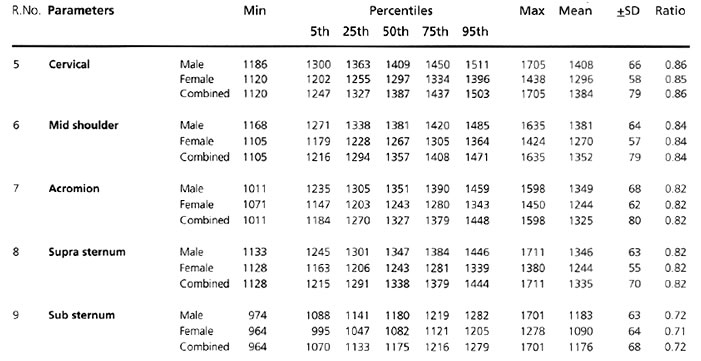 R.No. Parameters Min Percentiles Max Mean ±SD Ratio
5th 25th 50th 75th 95th
5 Cervical Male 1186 1300 1363 1409 1450 1511 1705 1408 66 0.86
Female 1120 1202 1255 1297 1334 1396 1438 1296 58 0.85
Combined 1120 1247 1327 1387 1437 1503 1705 1384 79 0.86
6 Mid shoulder Male 1168 1271 1338 1381 1420 1485 1635 1381 64 0.84
Female 1105 1179 1228 1267 1305 1364 1424 1270 57 0.84
Combined 1105 1216 1294 1357 1408 1471 1635 1352 79 0.84
7 Acromion Male 1011 1235 1305 1351 1390 1459 1598 1349 68 0.82
Female 1071 1147 1203 1243 1280 1343 1450 1244 62 0.82
Combined 1011 1184 1270 1327 1379 1448 1598 1325 80 0.82
8 Supra sternum Male 1133 1245 1301 1347 1384 1446 1711 1346 63 0.82
Female 1128 1163 1206 1243 1281 1339 1380 1244 55 0.82
Combined 1128 1215 1291 1338 1379 1444 1711 1335 70 0.82
9 Sub sternum Male 974 1088 1141 1180 1219 1282 1701 1183 63 0.72
Female 964 995 1047 1082 1121 1205 1278 1090 64 0.71
Combined 964 1070 1133 1175 1216 1279 1701 1176 68 0.72